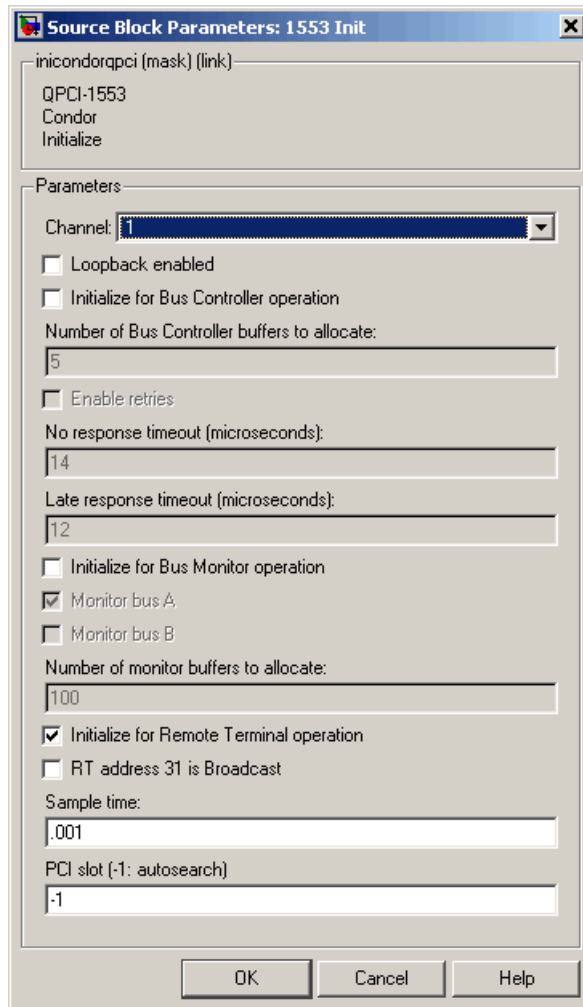 Source Block Parameters: 1553 Init
inicondorqpci (mask) (link)
QPCI-1553
Condor
Initialize
Parameters
Channel: 1
Loopback enabled
Initialize for Bus Controller operation
Number of Bus Controller buffers to allocate:
5
Enable retries
No response timeout (microseconds):
14
Late response timeout (microseconds):
12
Initialize for Bus Monitor operation
Monitor bus A
Monitor bus B
Number of monitor buffers to allocate:
100
Initialize for Remote Terminal operation
RT address 31 is Broadcast
Sample time:
.001
PCI slot (-1: autosearch)
-1
OK Cancel Help